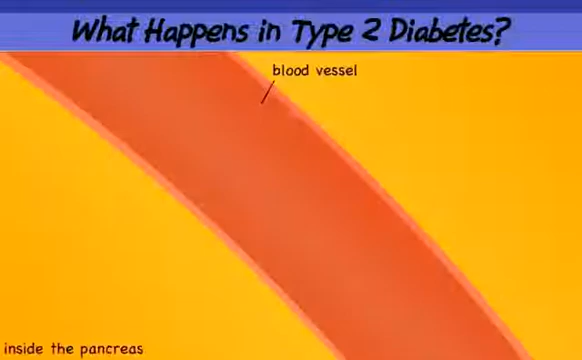 What Happens in Type 2 Diabetes?
blood vessel
inside the pancreas